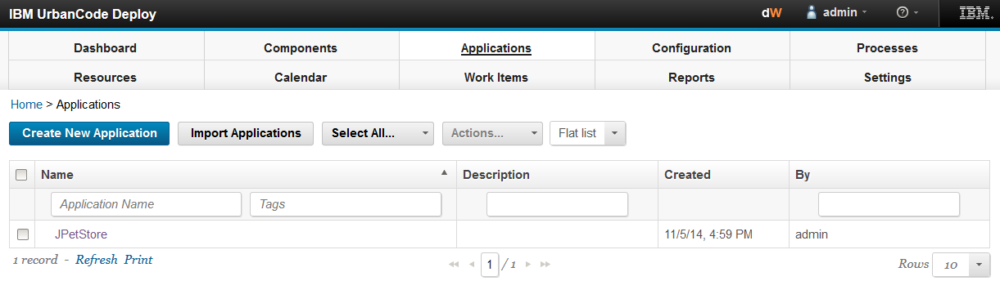 IBM UrbanCode Deploy dW admin IBM.
Dashboard Components Applications Configuration Processes
Resources Calendar Work Items Reports Settings
Home > Applications
Create New Application Import Applications Select All... Actions... Flat list
Name Description Created By
Application Name Tags
JPetStore 11/5/14, 4:59 PM admin
1 record - Refresh Print 1 / 1 Rows 10